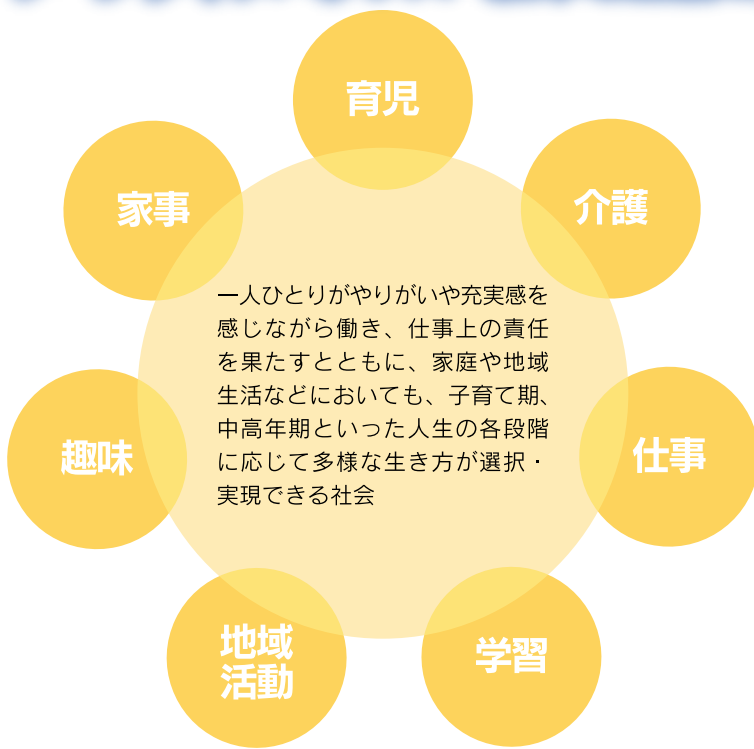 育児
家事
介護
一人ひとりがやりがいや充実感を
感じながら働き、仕事上の責任
を果たすとともに、家庭や地域
生活などにおいても、子育て期、
中高年期といった人生の各段階
に応じて多様な生き方が選択・
実現できる社会
趣味
仕事
地域
活動
学習